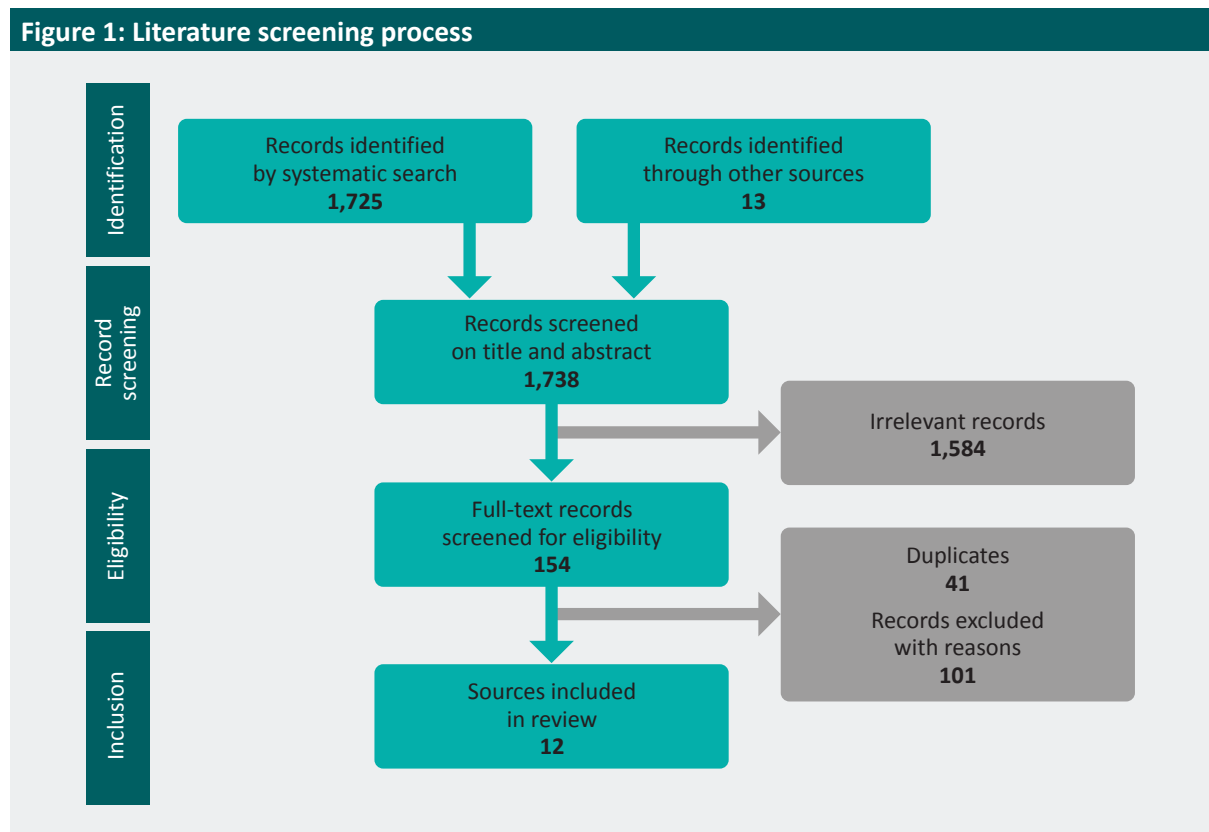 Figure 1: Literature screening process
Identification
Records identified
by systematic search
1,725
Records identified
through other sources
13
Record
screening
Records screened
on title and abstract
1,738
Irrelevant records
1,584
Eligibility
Full-text records
screened for eligibility
154
Duplicates
41
Records excluded
with reasons
101
Inclusion
Sources included
in review
12